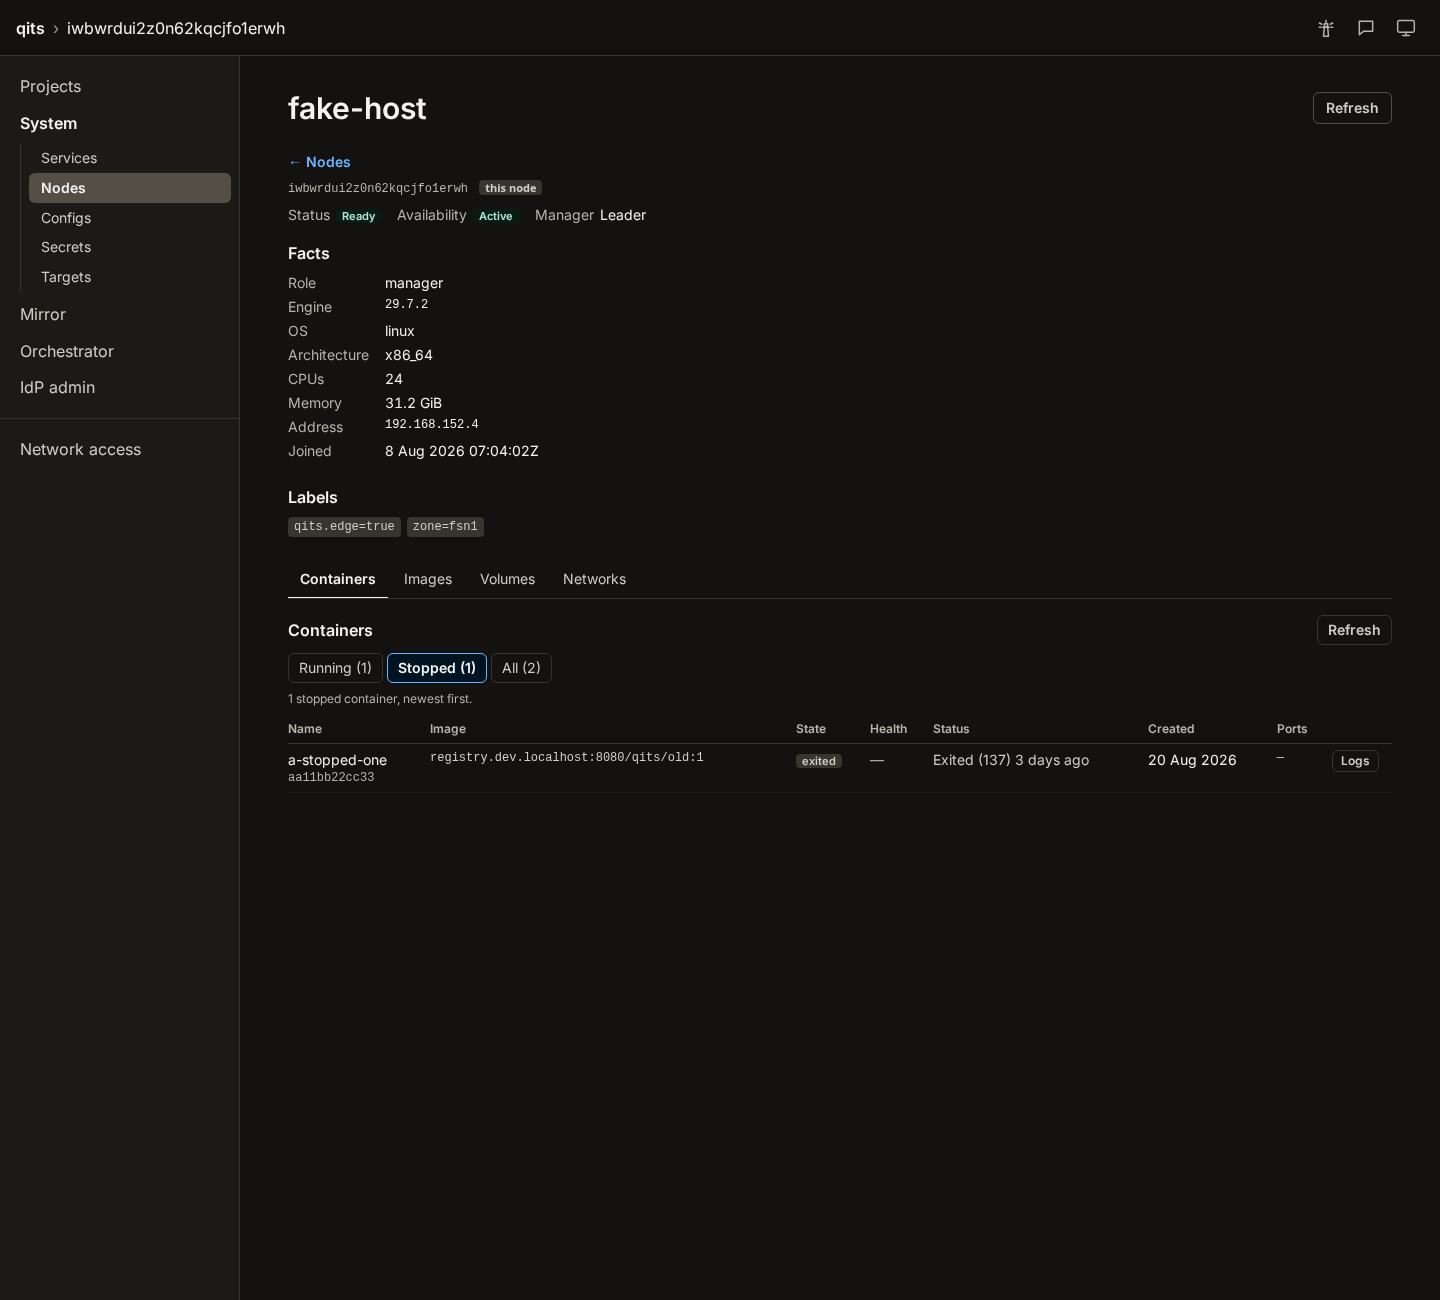 qits › iwbwrdui2z0n62kqcjfo1erwh
Projects
System
Services
Nodes
Configs
Secrets
Targets
Mirror
Orchestrator
IdP admin
Network access
fake-host
Refresh
← Nodes
iwbwrdui2z0n62kqcjfo1erwh this node
Status Ready Availability Active Manager Leader
Facts
Role manager
Engine 29.7.2
OS linux
Architecture x86_64
CPUs 24
Memory 31.2 GiB
Address 192.168.152.4
Joined 8 Aug 2026 07:04:02Z
Labels
qits.edge=true zone=fsn1
Containers Images Volumes Networks
Containers Refresh
Running (1) Stopped (1) All (2)
1 stopped container, newest first.
Name Image State Health Status Created Ports
a-stopped-one registry.dev.localhost:8080/qits/old:1 exited — Exited (137) 3 days ago 20 Aug 2026 – Logs
aa11bb22cc33